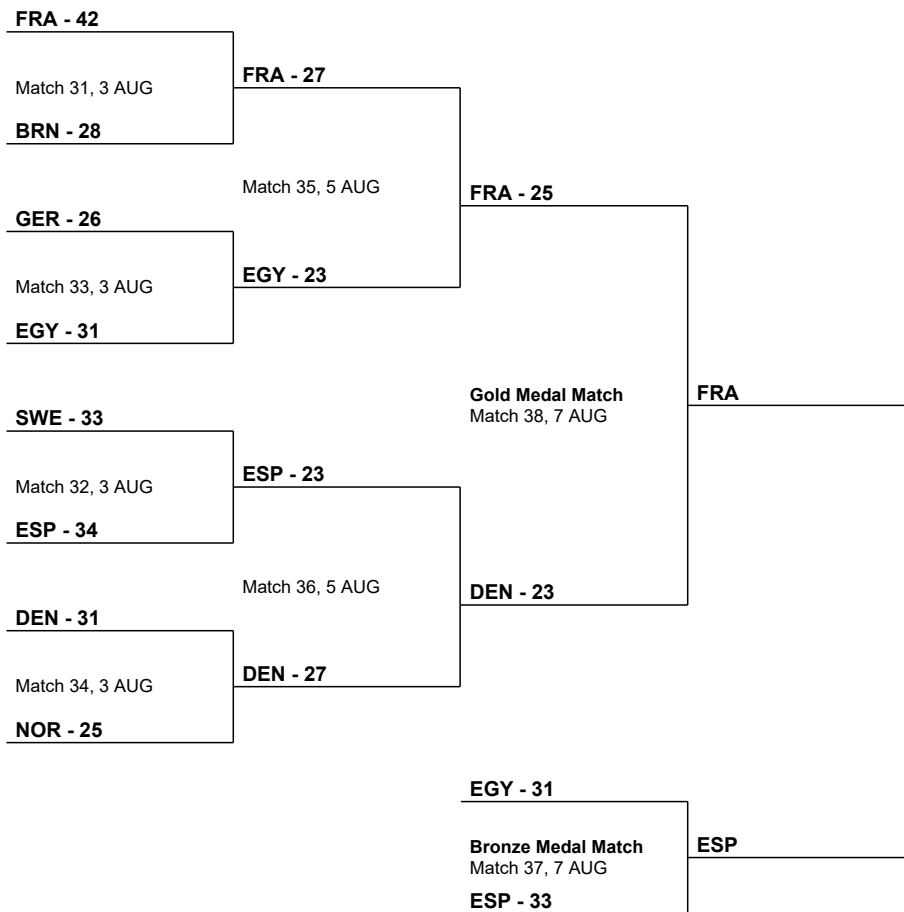 FRA - 42
Match 31, 3 AUG
BRN - 28
FRA - 27
Match 35, 5 AUG
GER - 26
Match 33, 3 AUG
EGY - 31
EGY - 23
FRA - 25
Gold Medal Match
Match 38, 7 AUG
FRA
SWE - 33
Match 32, 3 AUG
ESP - 34
ESP - 23
Match 36, 5 AUG
DEN - 23
DEN - 31
Match 34, 3 AUG
NOR - 25
DEN - 27
EGY - 31
Bronze Medal Match
Match 37, 7 AUG
ESP - 33
ESP